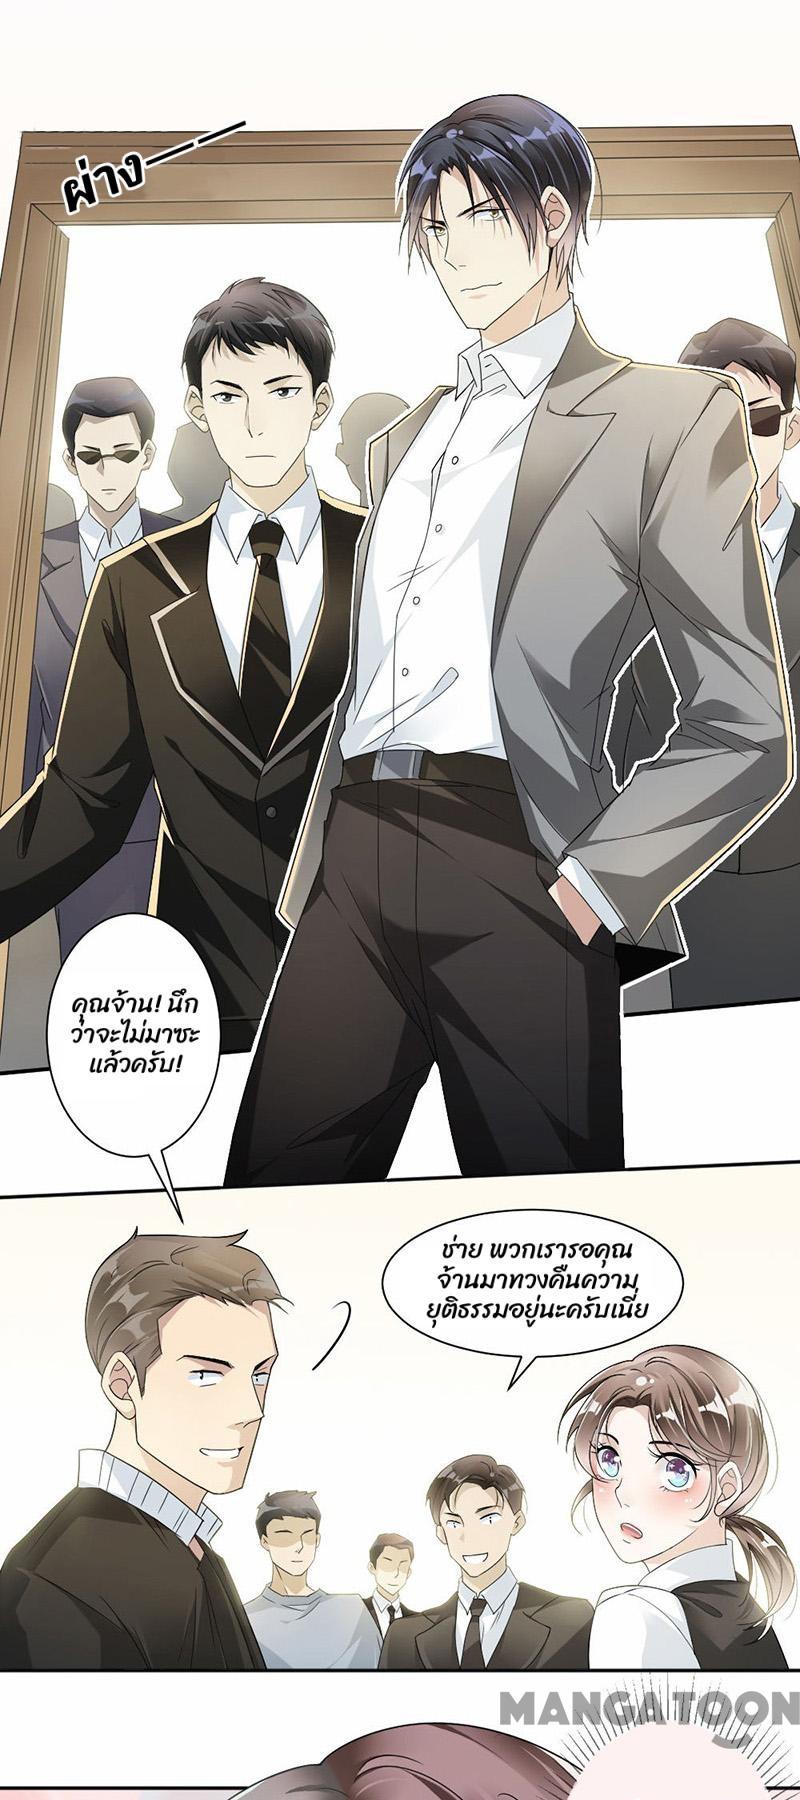 ผ่าง——
คุณจ้าน! นึก
ว่าจะไม่มาซะ
แล้วครับ!
ช่าย พวกเรารอคุณ
จ้านมาทวงคืนความ
ยุติธรรมอยู่นะครับเนี่ย
MANGATOON